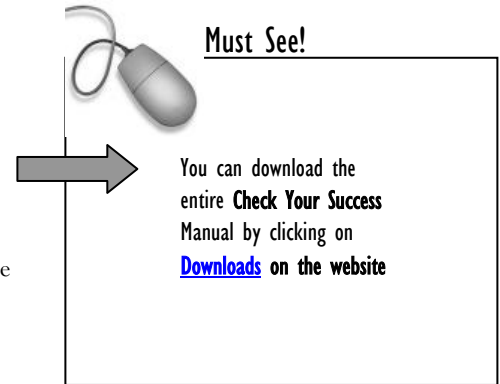 Must See!
You can download the
entire Check Your Success
Manual by clicking on
Downloads on the website
e